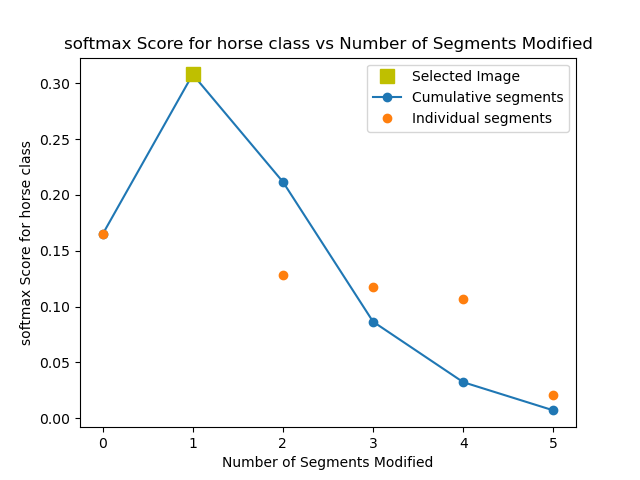 softmax Score for horse class vs Number of Segments Modified
Selected Image
Cumulative segments
Individual segments
softmax Score for horse class
0.30
0.25
0.20
0.15
0.10
0.05
0.00
0 1 2 3 4 5
Number of Segments Modified